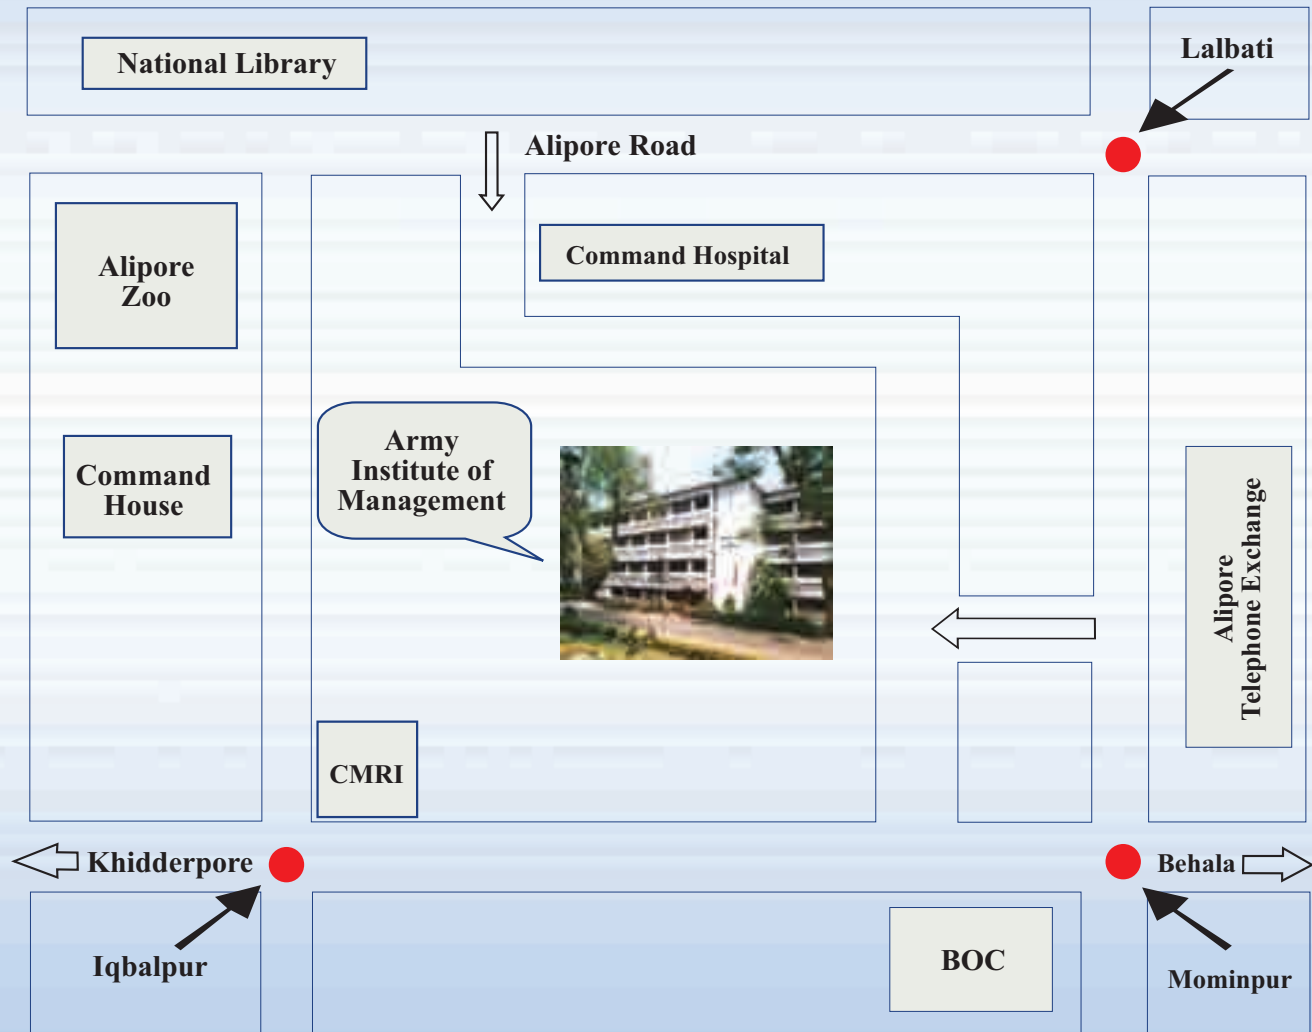 National Library
Lalbati
Alipore Road
Alipore
Zoo
Command Hospital
Command
House
Army
Institute of
Management
Alipore
Telephone Exchange
CMRI
Khidderpore
Behala
Iqbalpur
BOC
Mominpur